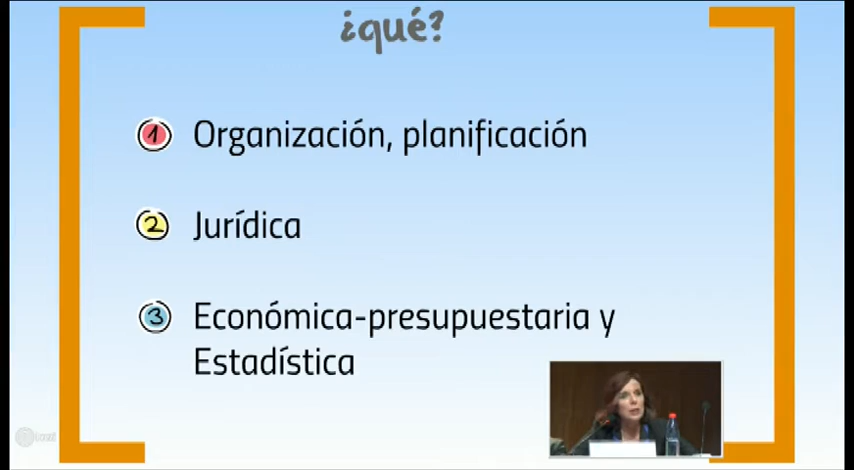 ¿qué?
1 Organización, planificación
2 Jurídica
3 Económica-presupuestaria y
Estadística